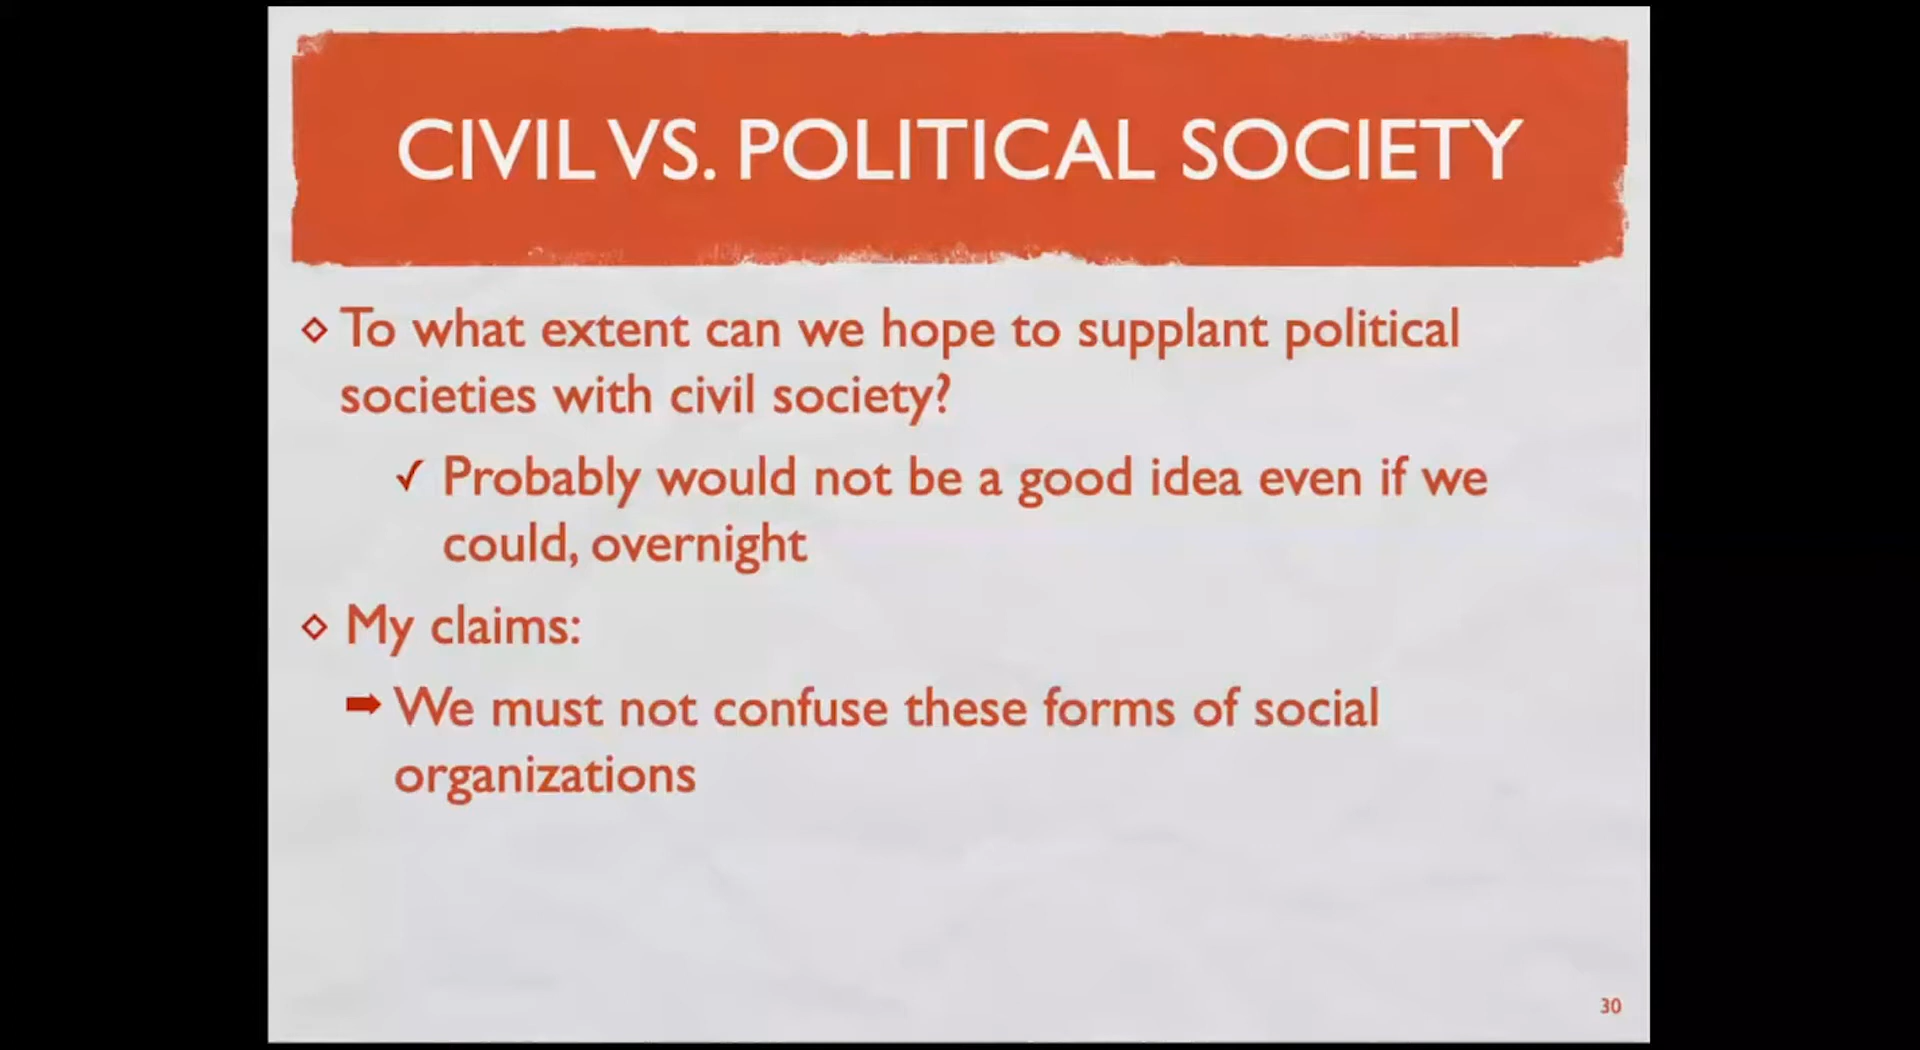 CIVIL VS. POLITICAL SOCIETY
To what extent can we hope to supplant political
societies with civil society?
✓ Probably would not be a good idea even if we
could, overnight
My claims:
We must not confuse these forms of social
organizations
30